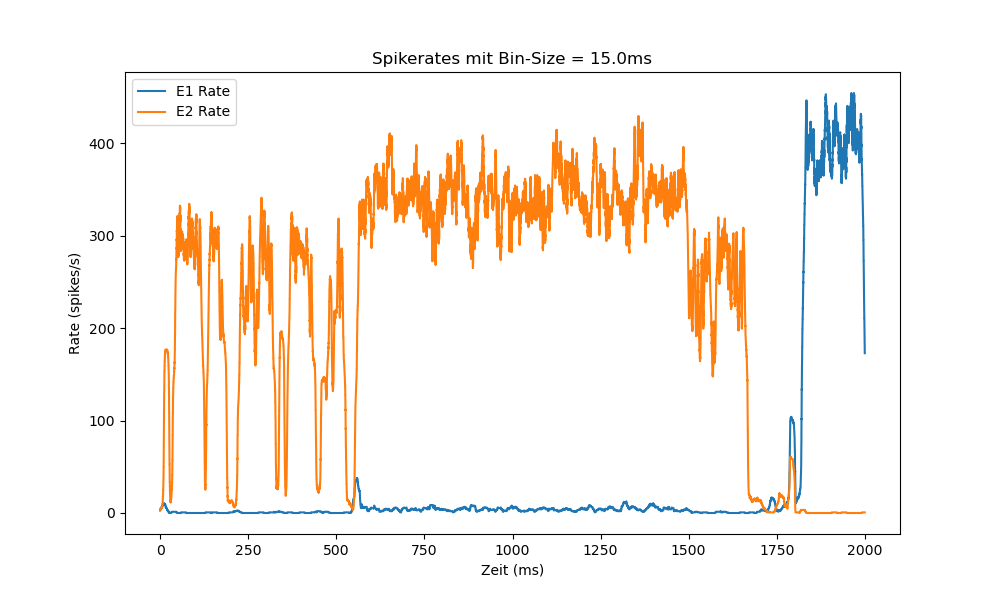 Spikerates mit Bin-Size = 15.0ms
E1 Rate
E2 Rate
Rate (spikes/s)
400
300
200
100
0
0 250 500 750 1000 1250 1500 1750 2000
Zeit (ms)